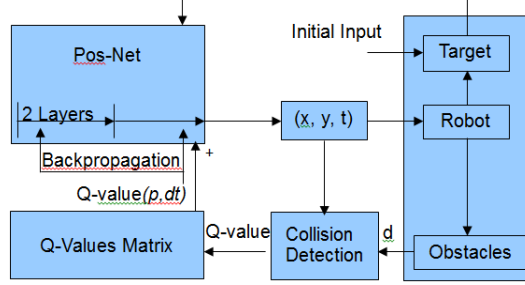 Initial Input
Target
Pos-Net
2 Layers
(x, y, t)
Robot
+
Backpropagation
Q-value(p,dt)
Q-Values Matrix
Q-value
Collision
Detection
d
Obstacles